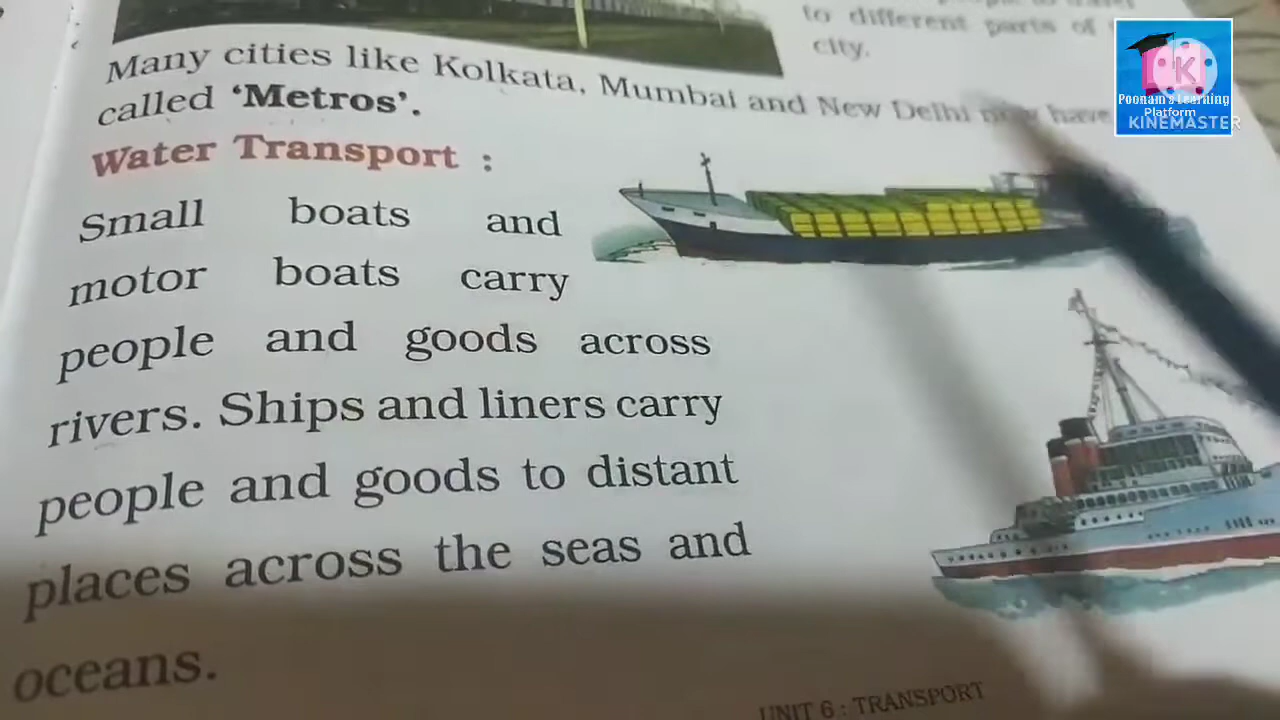 to different parts of
city.
Many cities like Kolkata, Mumbai and New Delhi now have
called ‘Metros’.
Water Transport :
Small boats and
motor boats carry
people and goods across
rivers. Ships and liners carry
people and goods to distant
places across the seas and
oceans.
UNIT 6 : TRANSPORT
K
Poonam's Learning
Platform
KINEMASTER